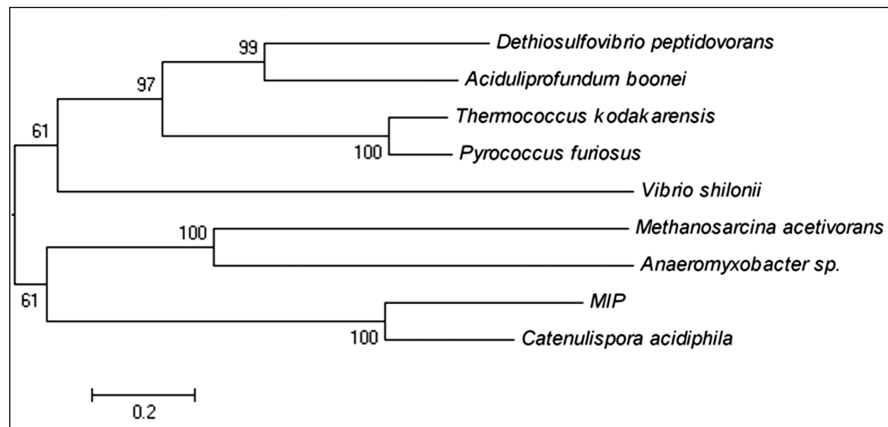 99
Dethiosulfovibrio peptidovorans
Aciduliprofundum boonei
97
Thermococcus kodakarensis
61
100
Pyrococcus furiosus
Vibrio shilonii
100
Methanosarcina acetivorans
Anaeromyxobacter sp.
61
MIP
100
Catenulispora acidiphila
0.2